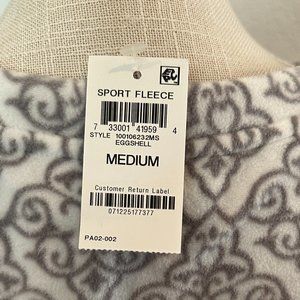 SPORT FLEECE
7 33001 41959 4
STYLE 100106232MS
EGGSHELL
MEDIUM
Customer Return Label
071225177377
PA02-002